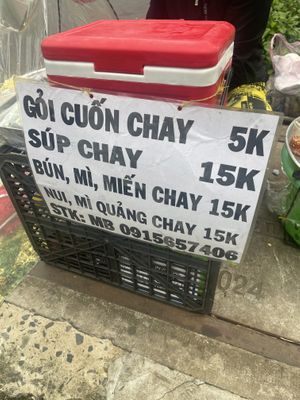 GỎI CUỐN CHAY 5K
SÚP CHAY 15K
BÚN, MÌ, MIẾN CHAY 15K
NUI, MÌ QUẢNG CHAY 15K
STK: MB 0915657406
024